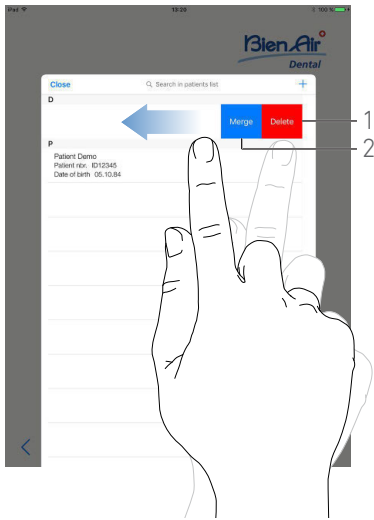 iPad 13:20 100 %
Bien Air
Dental
Close Search in patients list +
D
Merge Delete 1
2
P
Patient Demo
Patient nbr. ID12345
Date of birth 05.10.84